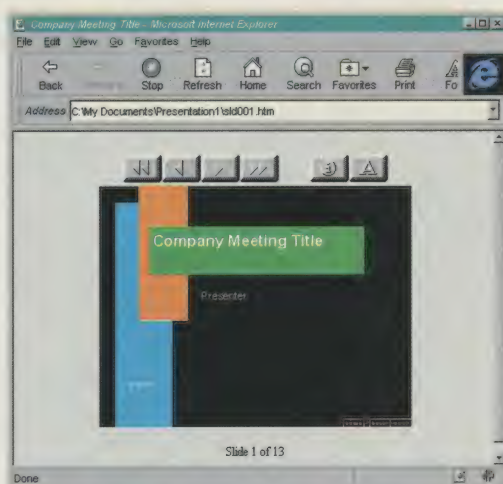 Company Meeting Title - Microsoft Internet Explorer
File Edit View Go Favorites Help
Back Stop Refresh Home Search Favorites Print Fo
Address C:\My Documents\Presentation1\sld001.htm
Company Meeting Title
Presenter
Slide 1 of 13
Done